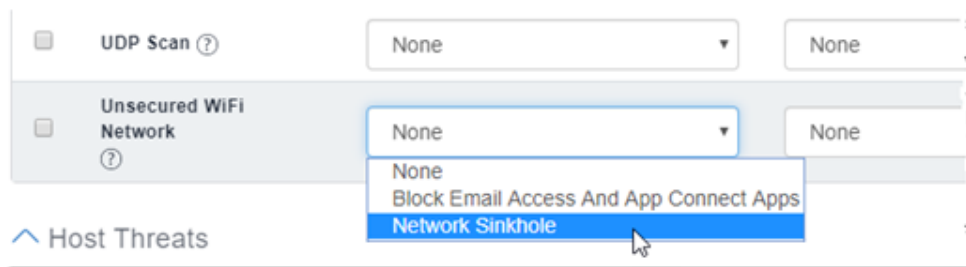 UDP Scan ?
None
None
Unsecured WiFi
Network
?
None
None
None
Block Email Access And App Connect Apps
Network Sinkhole
Host Threats